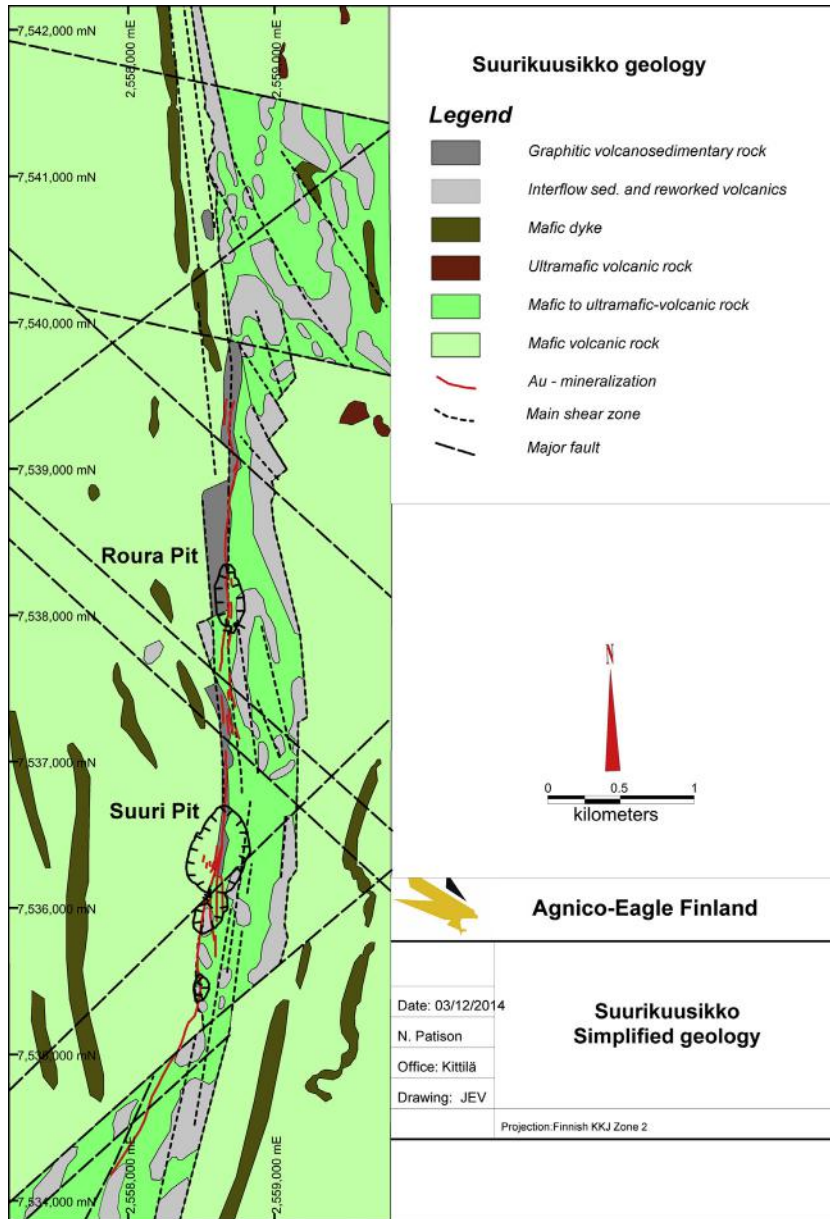 7,542,000 mN
2,558,000 mE
2,559,000 mE
7,541,000 mN
7,540,000 mN
7,539,000 mN
Roura Pit
7,538,000 mN
7,537,000 mN
Suuri Pit
7,536,000 mN
7,535,000 mN
7,534,000 mN
2,558,000 mE
2,559,000 mE
Suurikuusikko geology
Legend
Graphitic volcanosedimentary rock
Interflow sed. and reworked volcanics
Mafic dyke
Ultramafic volcanic rock
Mafic to ultramafic-volcanic rock
Mafic volcanic rock
Au - mineralization
Main shear zone
Major fault
N
0 0.5 1
kilometers
Agnico-Eagle Finland
Date: 03/12/2014
N. Patison
Office: Kittilä
Drawing: JEV
Suurikuusikko
Simplified geology
Projection:Finnish KKJ Zone 2